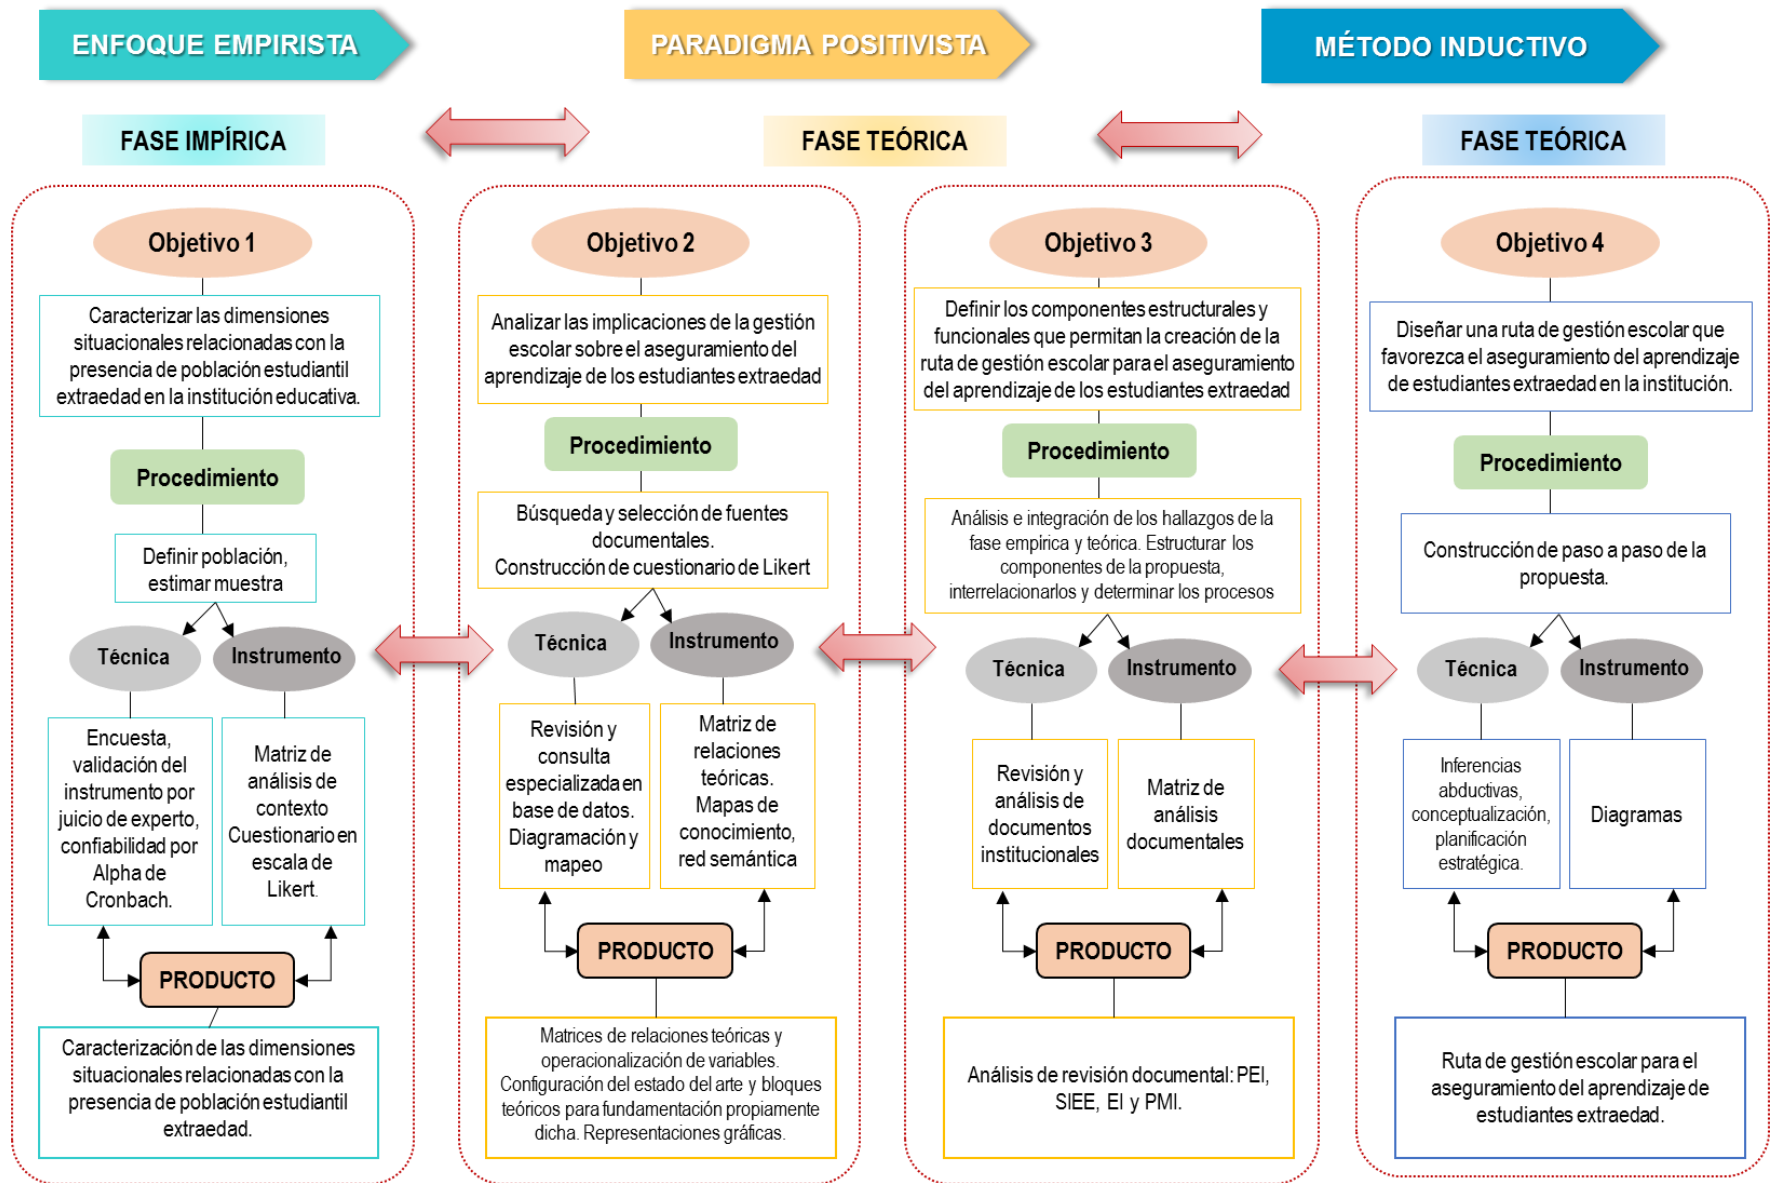 ENFOQUE EMPIRISTA
PARADIGMA POSITIVISTA
MÉTODO INDUCTIVO
FASE IMPÍRICA
FASE TEÓRICA
FASE TEÓRICA
Objetivo 1
Caracterizar las dimensiones
situacionales relacionadas con la
presencia de población estudiantil
extraedad en la institución educativa.
Procedimiento
Definir población,
estimar muestra
Técnica
Instrumento
Encuesta,
validación del
instrumento por
juicio de experto,
confiabilidad por
Alpha de
Cronbach.
Matriz de
análisis de
contexto
Cuestionario en
escala de
Likert.
PRODUCTO
Caracterización de las dimensiones
situacionales relacionadas con la
presencia de población estudiantil
extraedad.
Objetivo 2
Analizar las implicaciones de la gestión
escolar sobre el aseguramiento del
aprendizaje de los estudiantes extraedad
Procedimiento
Búsqueda y selección de fuentes
documentales.
Construcción de cuestionario de Likert
Técnica
Instrumento
Revisión y
consulta
especializada en
base de datos.
Diagramación y
mapeo
Matriz de
relaciones
teóricas.
Mapas de
conocimiento,
red semántica
PRODUCTO
Matrices de relaciones teóricas y
operacionalización de variables.
Configuración del estado del arte y bloques
teóricos para fundamentación propiamente
dicha. Representaciones gráficas.
Objetivo 3
Definir los componentes estructurales y
funcionales que permitan la creación de la
ruta de gestión escolar para el aseguramiento
del aprendizaje de los estudiantes extraedad
Procedimiento
Análisis e integración de los hallazgos de la
fase empírica y teórica. Estructurar los
componentes de la propuesta,
interrelacionarlos y determinar los procesos
Técnica
Instrumento
Revisión y
análisis de
documentos
institucionales
Matriz de
análisis
documentales
PRODUCTO
Análisis de revisión documental: PEI,
SIEE, EI y PMI.
Objetivo 4
Diseñar una ruta de gestión escolar que
favorezca el aseguramiento del aprendizaje
de estudiantes extraedad en la institución.
Procedimiento
Construcción de paso a paso de la
propuesta.
Técnica
Instrumento
Inferencias
abductivas,
conceptualización,
planificación
estratégica.
Diagramas
PRODUCTO
Ruta de gestión escolar para el
aseguramiento del aprendizaje de
estudiantes extraedad.